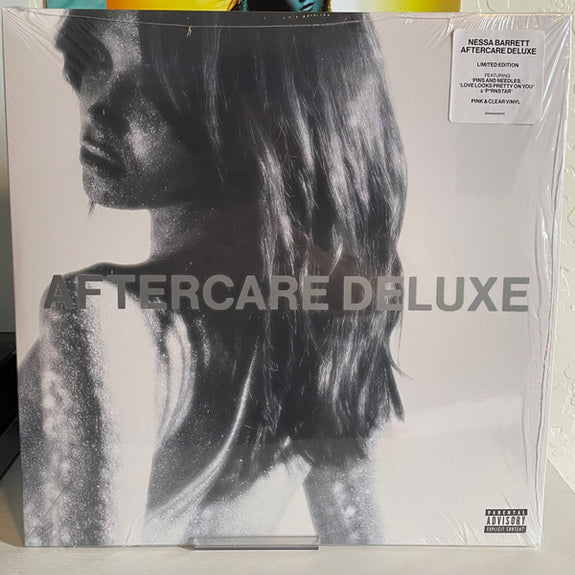 NESSA BARRETT
AFTERCARE DELUXE
LIMITED EDITION
FEATURING
'PINS AND NEEDLES,'
'LOVE LOOKS PRETTY ON YOU'
& 'P*RNSTAR'
PINK & CLEAR VINYL
AFTERCARE DELUXE
PARENTAL
ADVISORY
EXPLICIT CONTENT